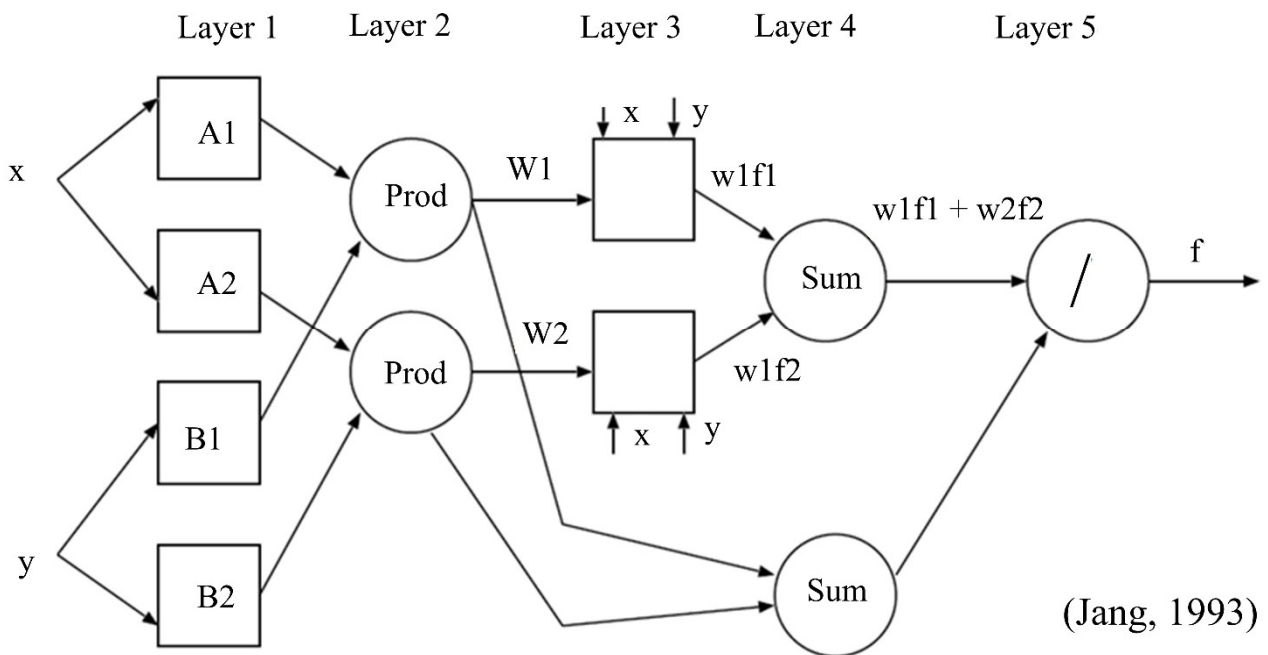 Layer 1
Layer 2
Layer 3
Layer 4
Layer 5
x
A1
A2
y
B1
B2
Prod
Prod
W1
W2
x
y
w1f1
w1f2
x
y
Sum
w1f1 + w2f2
/
f
Sum
(Jang, 1993)